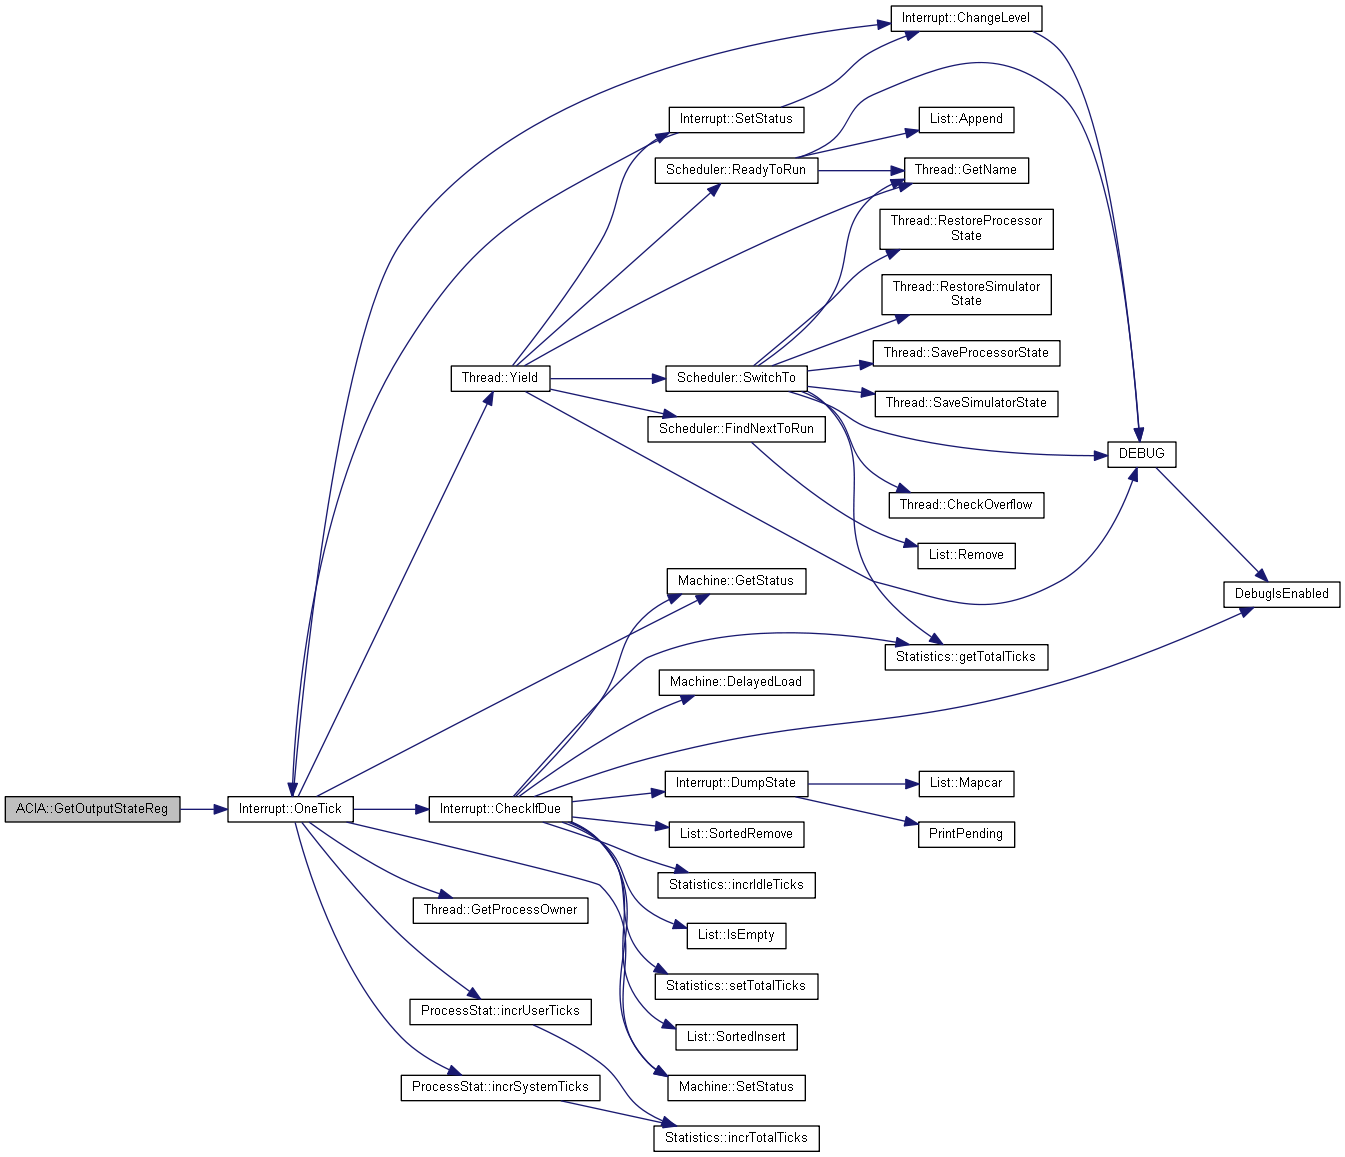 Interrupt::ChangeLevel
Interrupt::SetStatus
List::Append
Scheduler::ReadyToRun
Thread::GetName
Thread::RestoreProcessor
State
Thread::RestoreSimulator
State
Thread::SaveProcessorState
Thread::Yield
Scheduler::SwitchTo
Thread::SaveSimulatorState
Scheduler::FindNextToRun
DEBUG
Thread::CheckOverflow
List::Remove
Machine::GetStatus
DebugIsEnabled
Statistics::getTotalTicks
Machine::DelayedLoad
Interrupt::DumpState
List::Mapcar
ACIA::GetOutputStateReg
Interrupt::OneTick
Interrupt::CheckIfDue
List::SortedRemove
PrintPending
Statistics::incrIdleTicks
Thread::GetProcessOwner
List::IsEmpty
Statistics::setTotalTicks
ProcessStat::incrUserTicks
List::SortedInsert
ProcessStat::incrSystemTicks
Machine::SetStatus
Statistics::incrTotalTicks